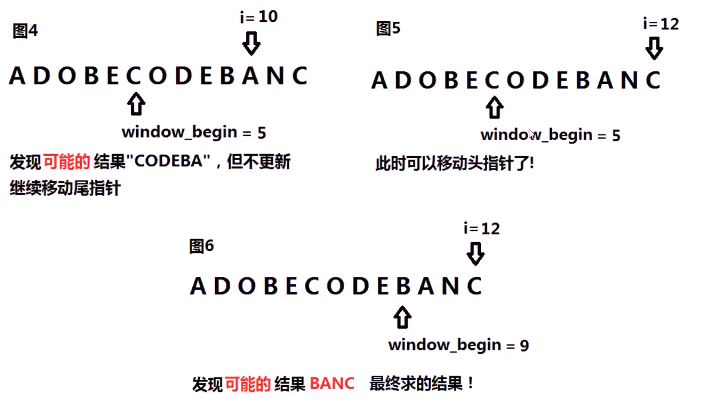 图4
i= 10
A D O B E C O D E B A N C
window_begin = 5
发现可能的 结果"CODEBA"，但不更新
继续移动尾指针
图5
i=12
A D O B E C O D E B A N C
window_begin = 5
此时可以移动头指针了!
图6
i=12
A D O B E C O D E B A N C
window_begin = 9
发现可能的 结果 BANC 最终求的结果！